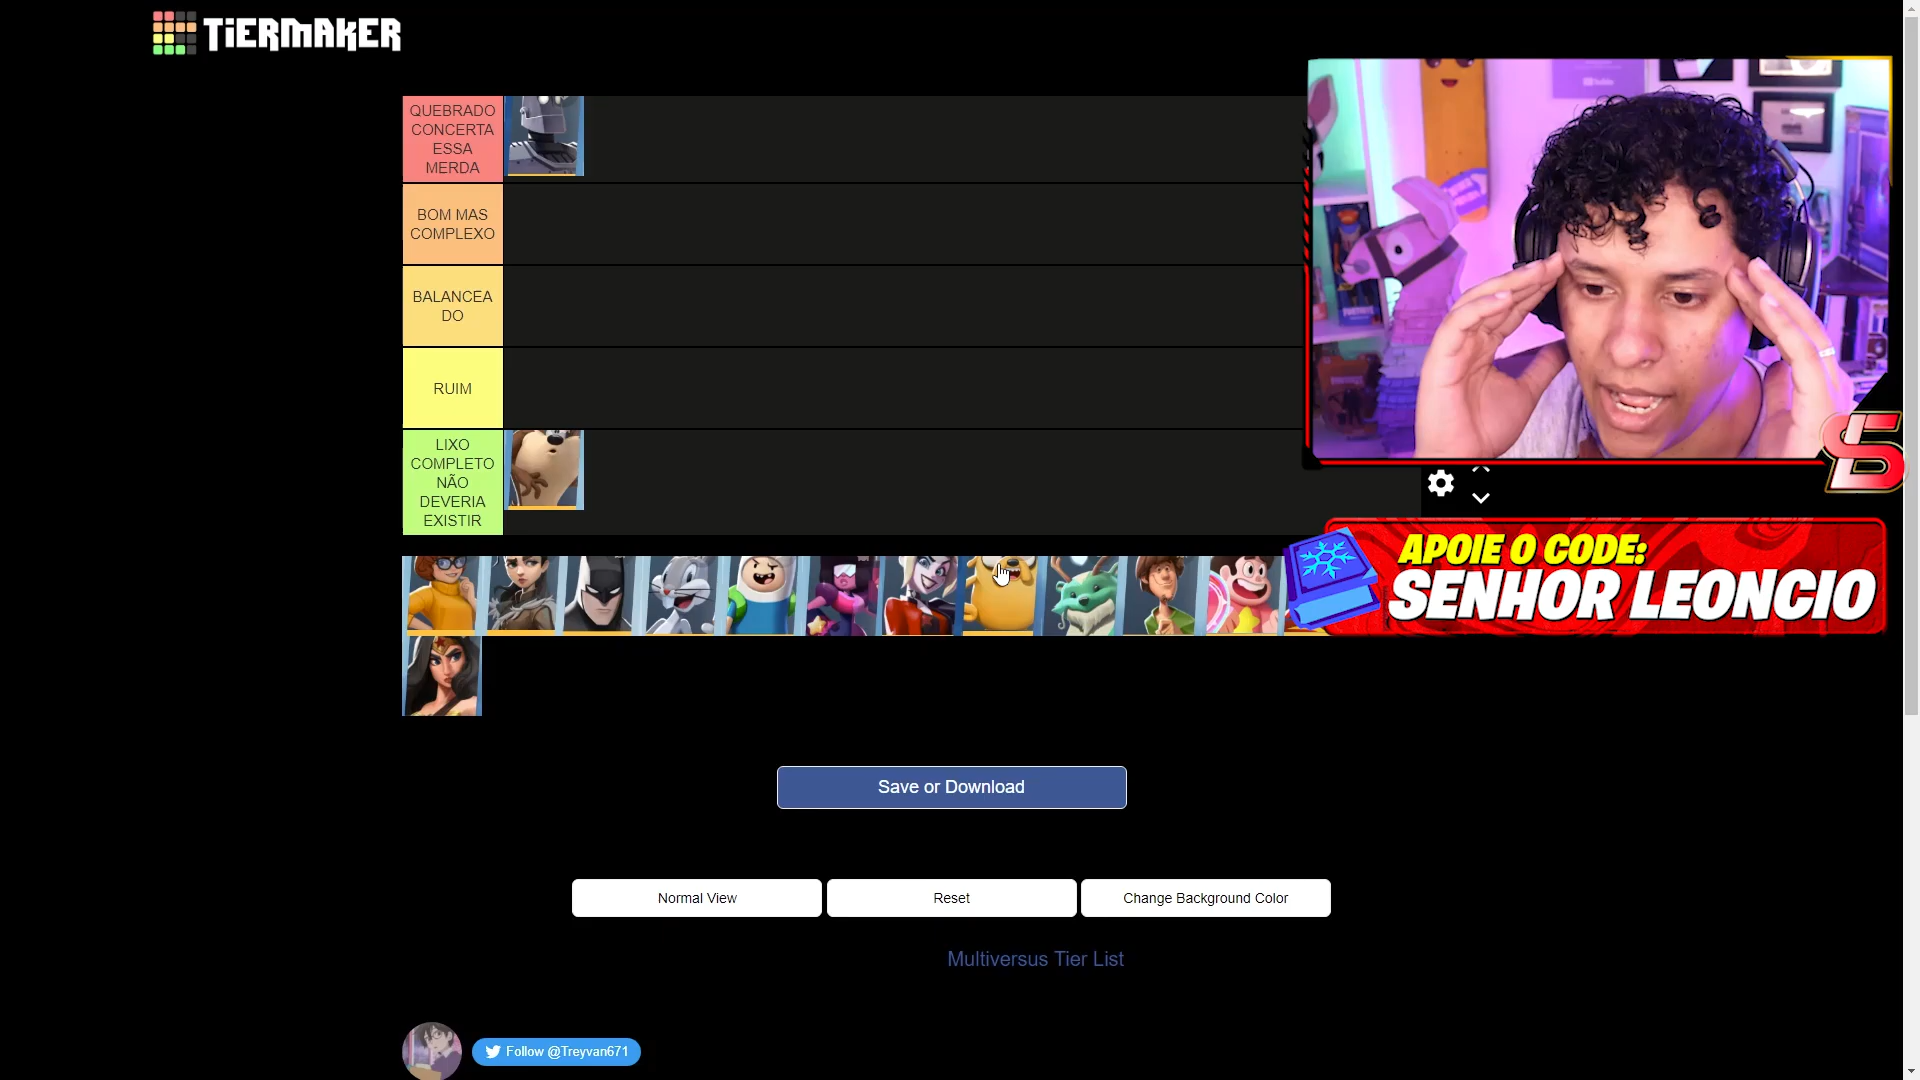 TiERMAKER
QUEBRADO
CONCERTA
ESSA
MERDA
BOM MAS
COMPLEXO
BALANCEA
DO
RUIM
LIXO
COMPLETO
NÃO
DEVERIA
EXISTIR
APOIE O CODE:
SENHOR LEONCIO
Save or Download
Normal View
Reset
Change Background Color
Multiversus Tier List
Follow @Treyvan671